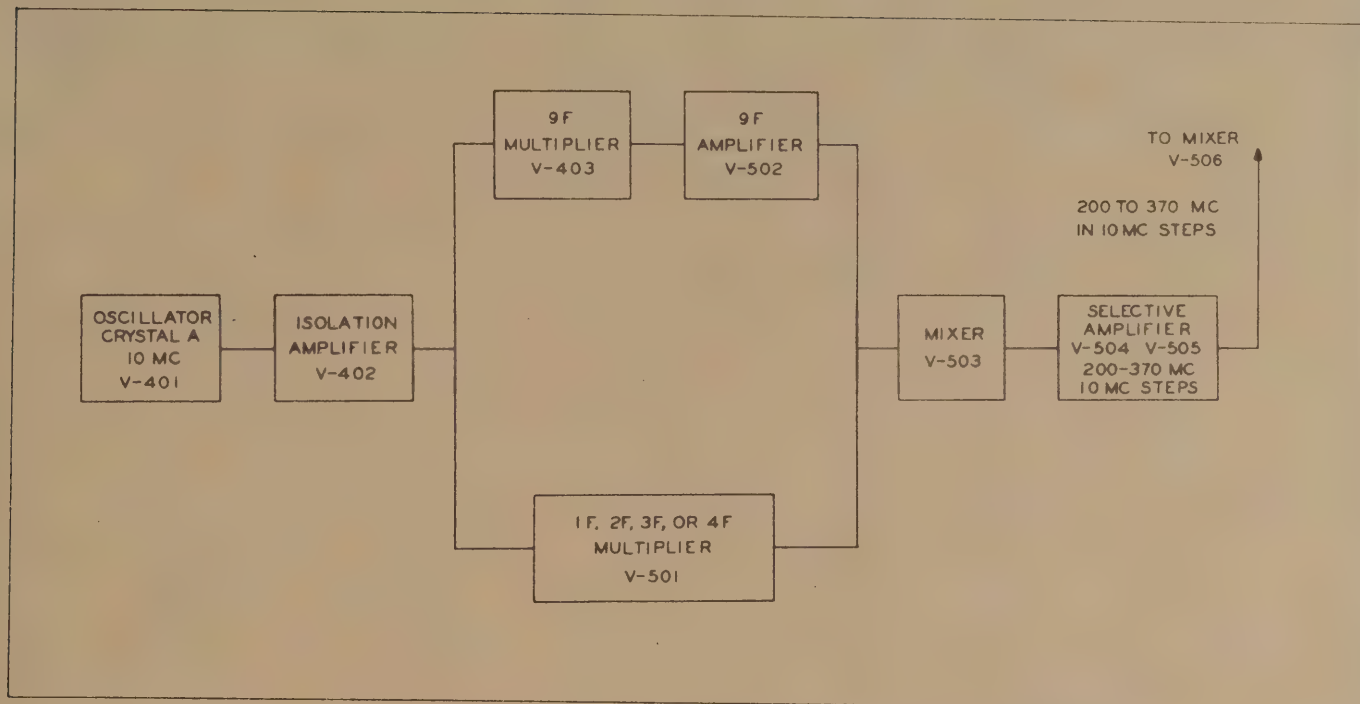 9F
MULTIPLIER
V-403
9F
AMPLIFIER
V-502
TO MIXER
V-506
200 TO 370 MC
IN 10 MC STEPS
OSCILLATOR
CRYSTAL A
10 MC
V-401
ISOLATION
AMPLIFIER
V-402
MIXER
V-503
SELECTIVE
AMPLIFIER
V-504 V-505
200-370 MC
10 MC STEPS
1F, 2F, 3F, OR 4F
MULTIPLIER
V-501